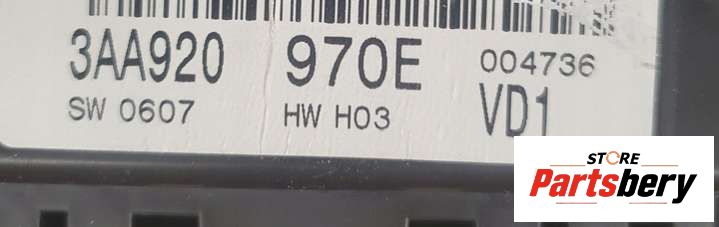 3AA920 970E 004736
SW 0607 HW H03 VD1
STORE
Partsbery